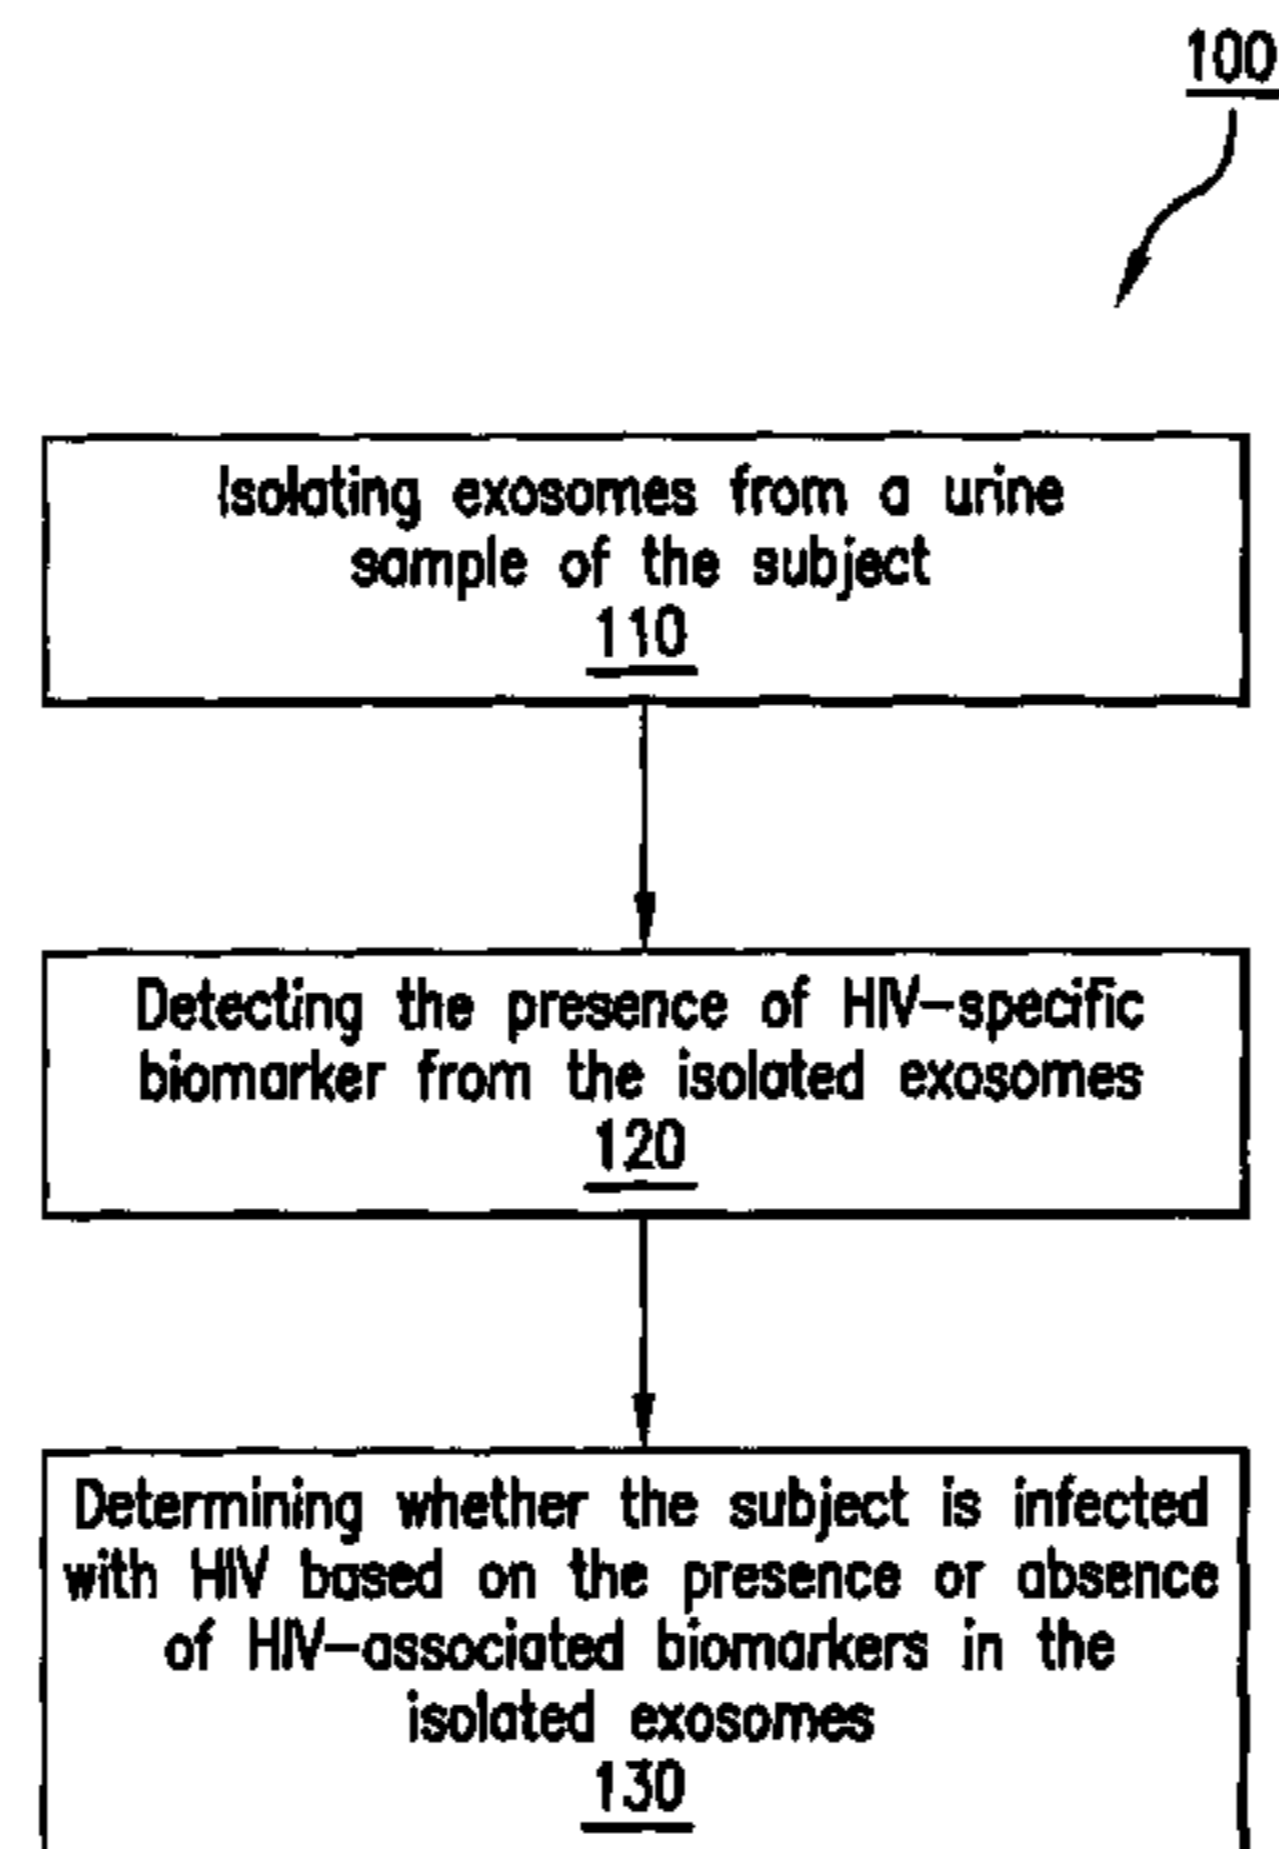 100
Isolating exosomes from a urine
sample of the subject
110
Detecting the presence of HIV-specific
biomarker from the isolated exosomes
120
Determining whether the subject is infected
with HIV based on the presence or absence
of HIV-associated biomarkers in the
isolated exosomes
130